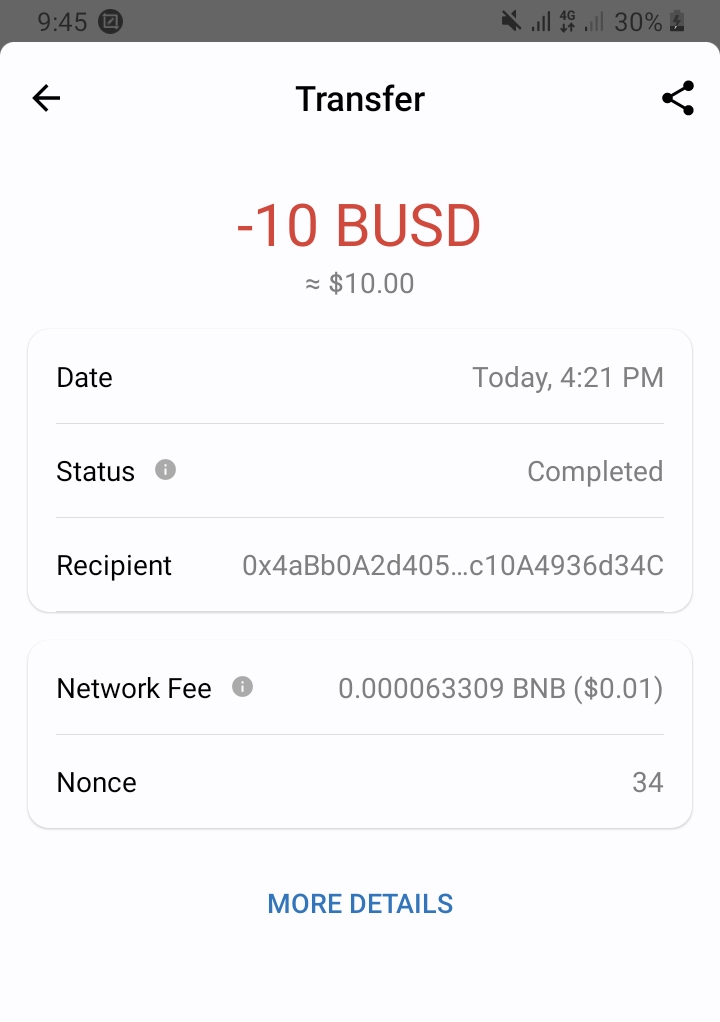 9:45 4G 30%
Transfer
-10 BUSD
≈ $10.00
Date Today, 4:21 PM
Status Completed
Recipient 0x4aBb0A2d405...c10A4936d34C
Network Fee 0.000063309 BNB ($0.01)
Nonce 34
MORE DETAILS